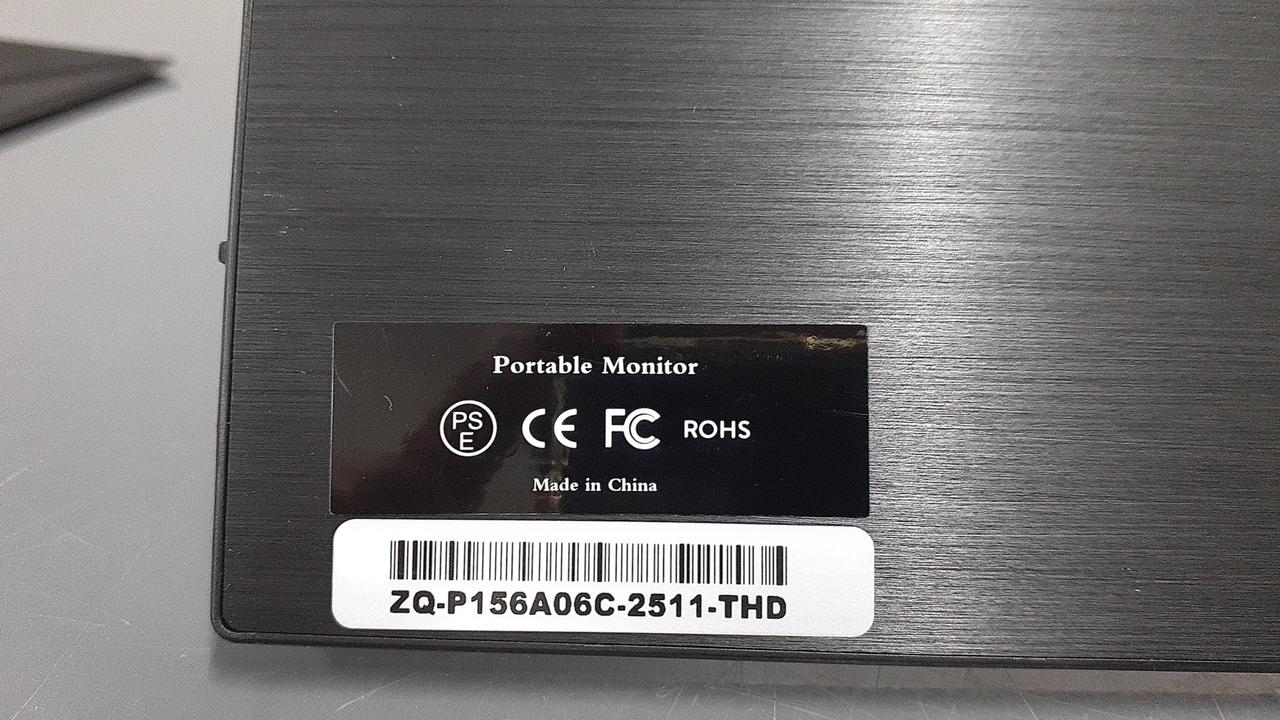 Portable Monitor
PSE CE FC ROHS
Made in China
ZQ-P156A06C-2511-THD